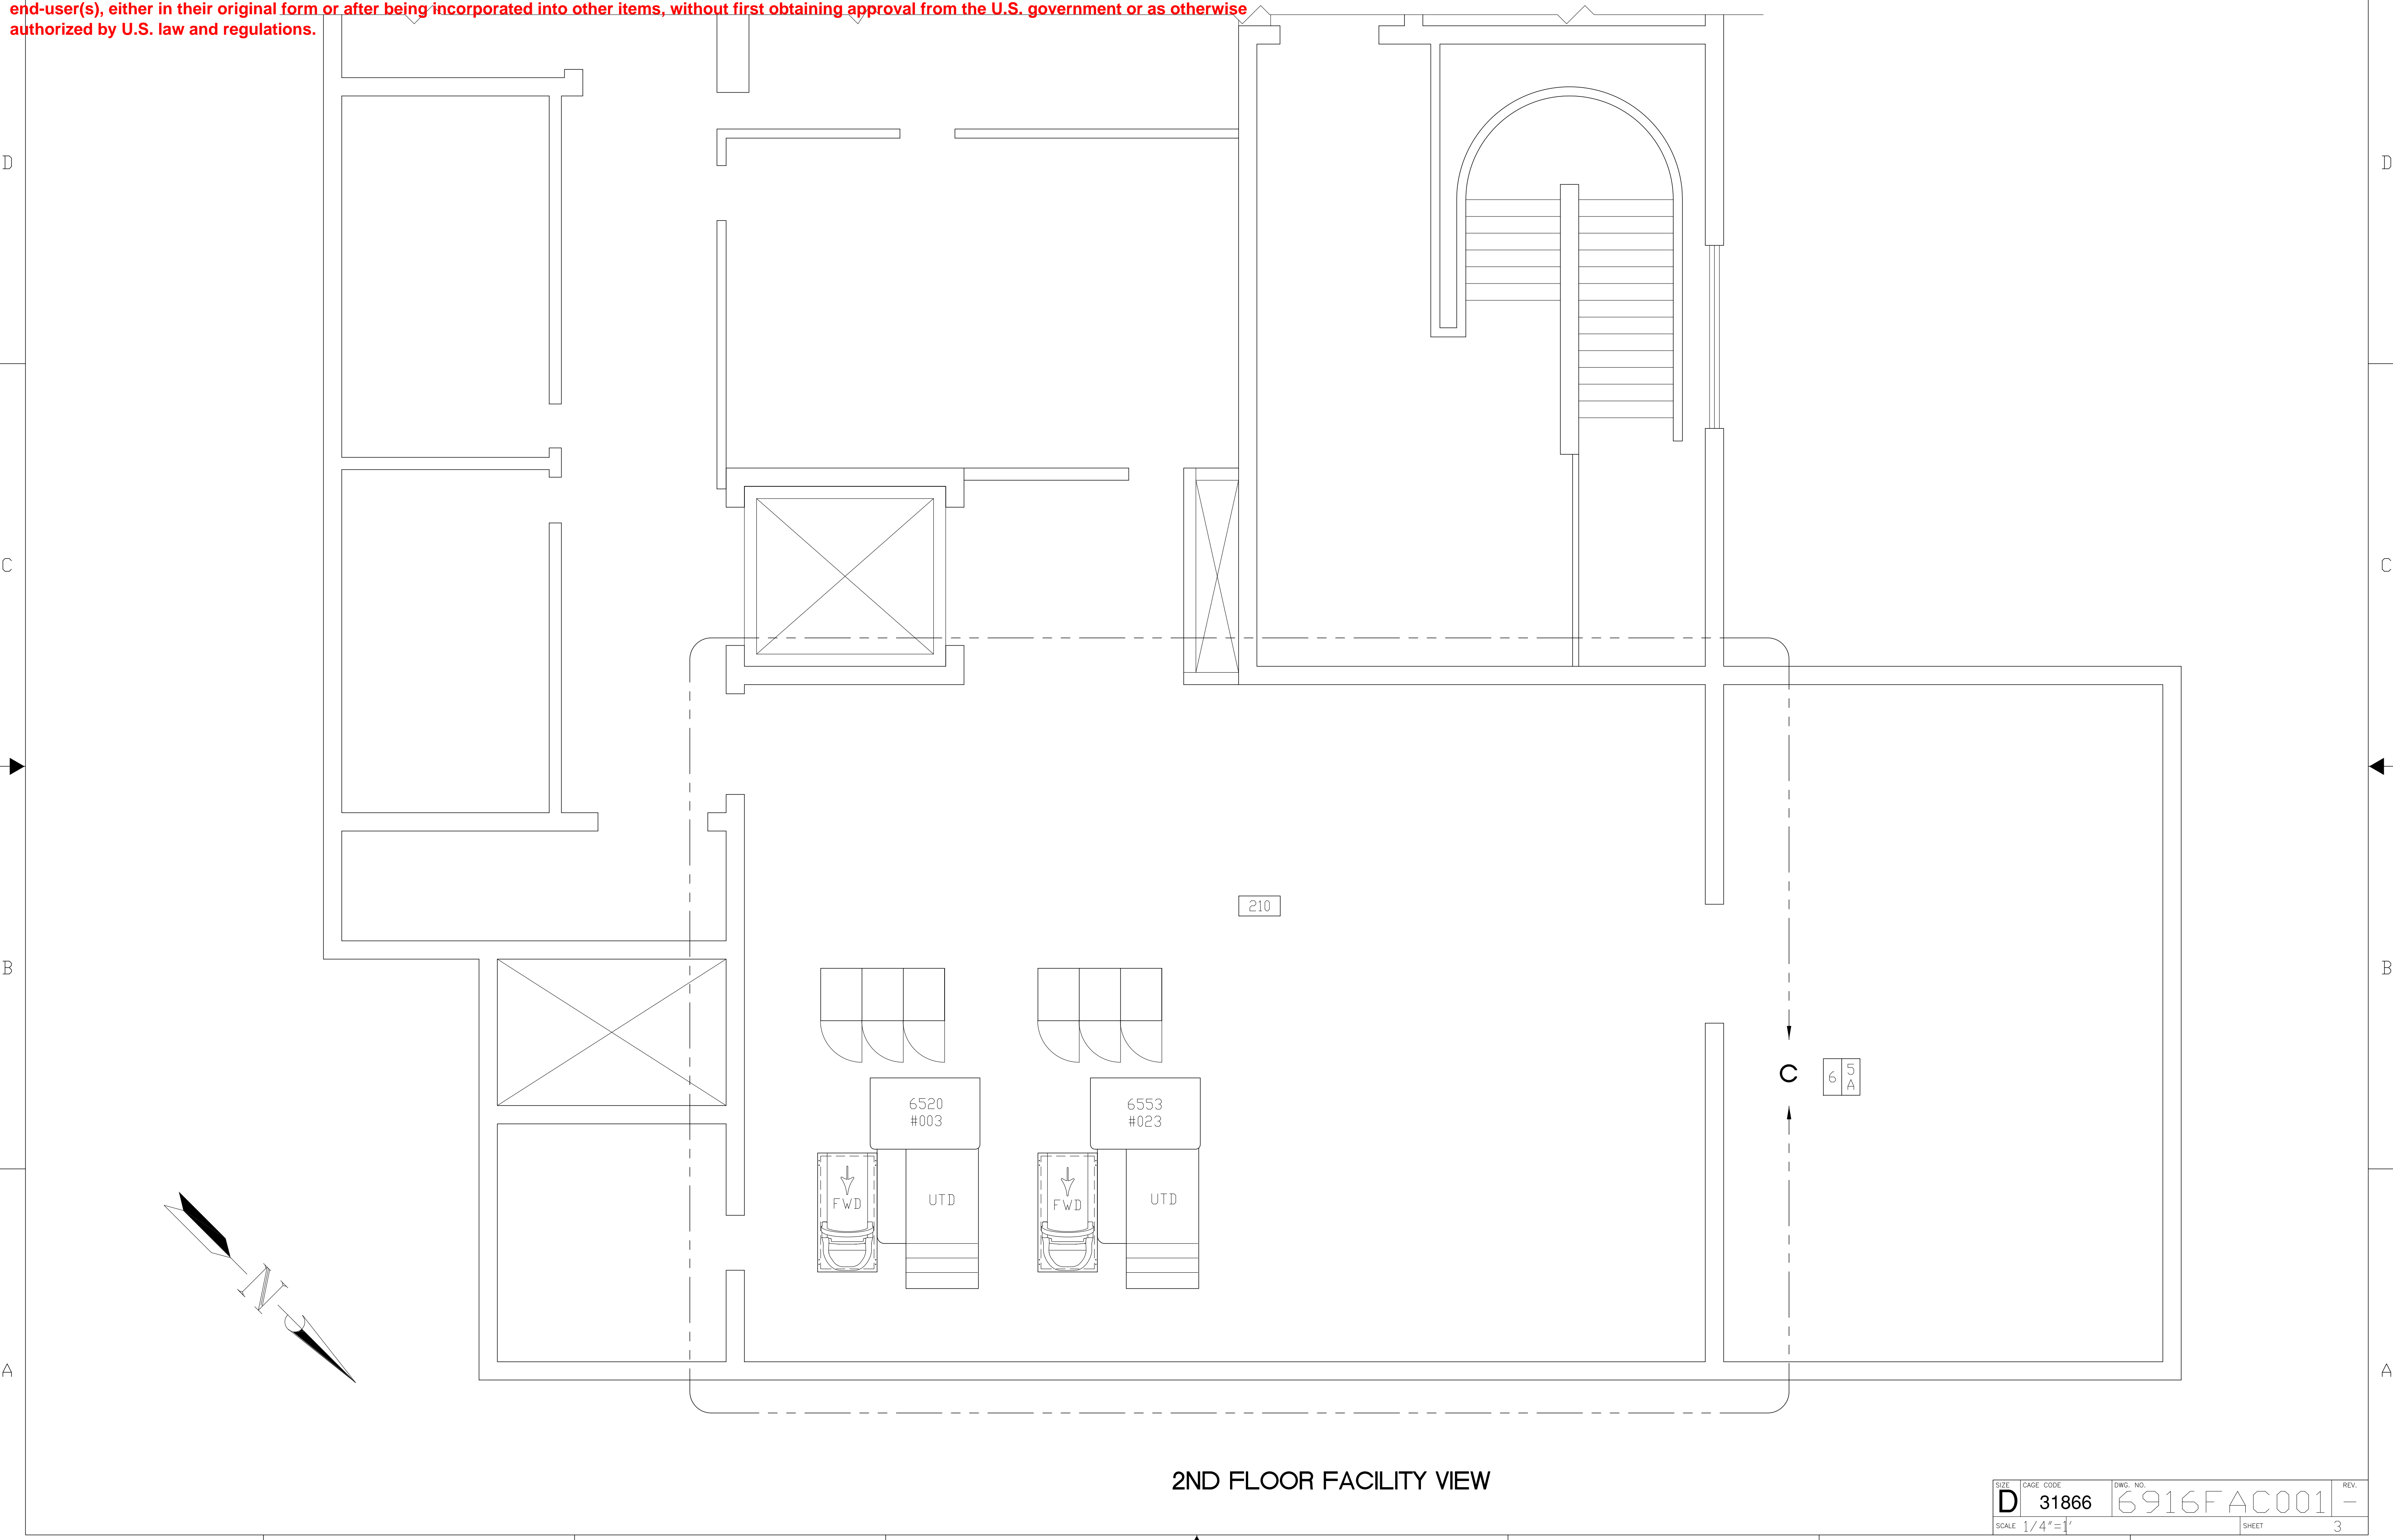 end-user(s), either in their original form or after being incorporated into other items, without first obtaining approval from the U.S. government or as otherwise
authorized by U.S. law and regulations.
D
D
C
C
210
B
B
C
6
5
A
6520
#003
6553
#023
FWD
UTD
FWD
UTD
N
A
A
2ND FLOOR FACILITY VIEW
SIZE
D
CAGE CODE
31866
DWG. NO.
6916FAC001
REV.
-
SCALE 1/4"=1'
SHEET 3